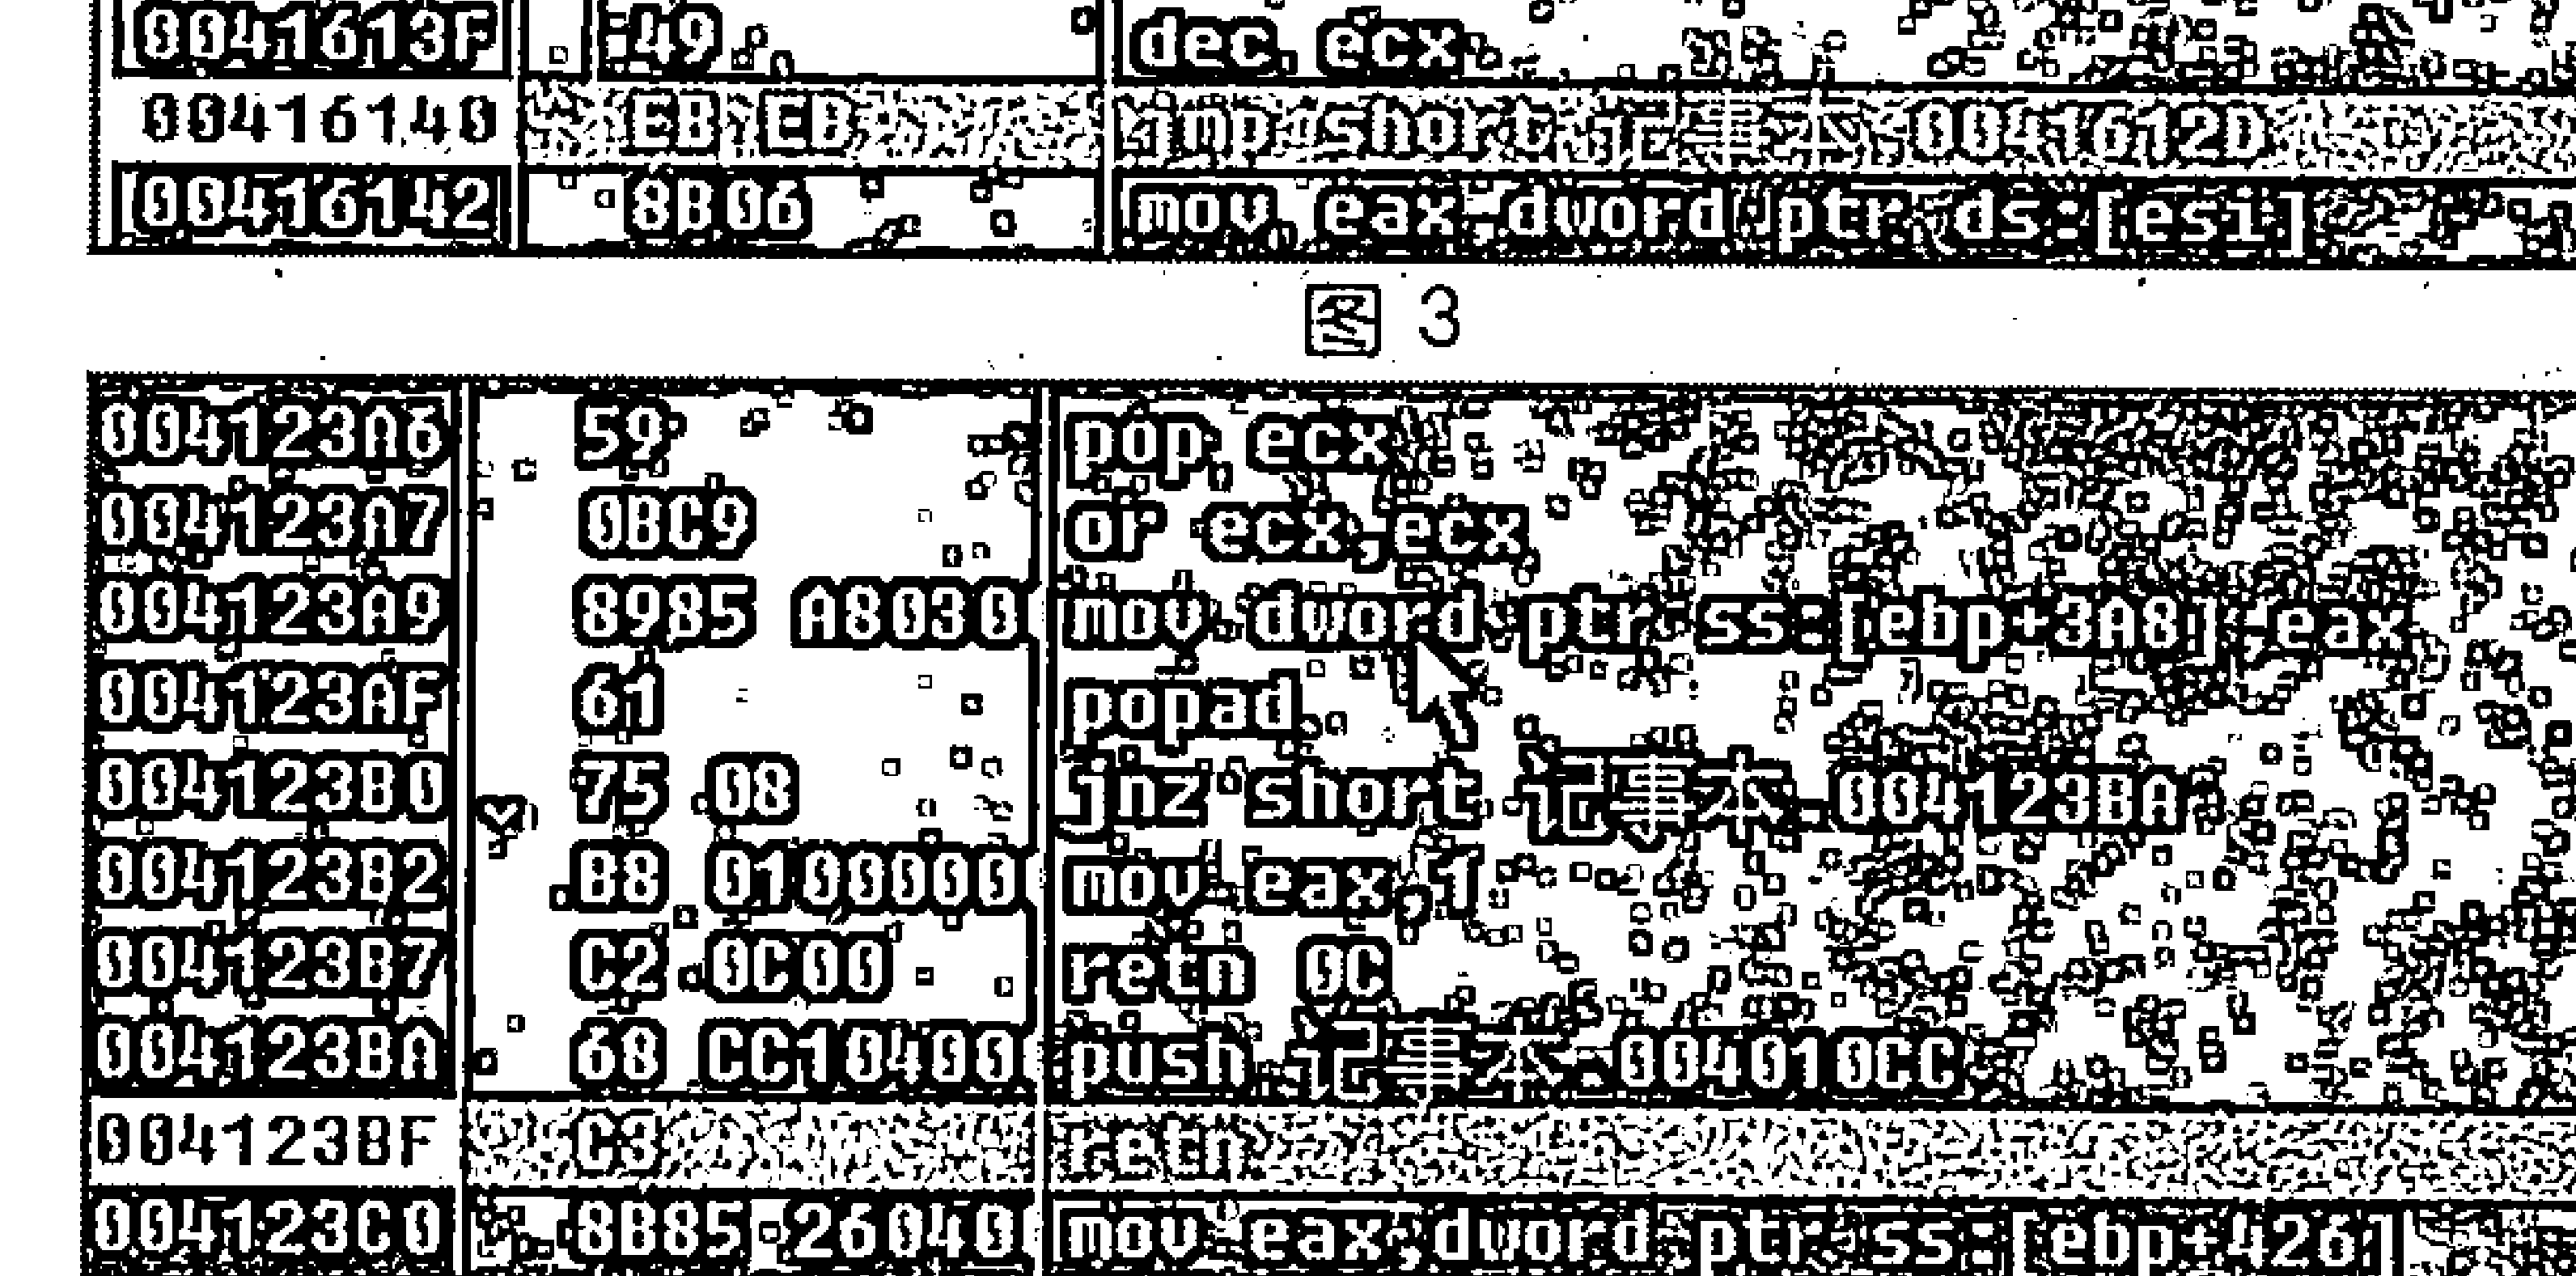 0041613F 49 dec ecx
00416140 EB EB jmp short 记事本.0041612D
00416142 8B06 mov eax,dword ptr ds:[esi]
图 3
004123A6 59 pop ecx
004123A7 0BC9 or ecx,ecx
004123A9 8985 A8030 mov dword ptr ss:[ebp+3A8],eax
004123AF 61 popad
004123B0 75 08 jnz short 记事本.004123BA
004123B2 B8 0100000 mov eax,1
004123B7 C2 0C00 retn 0C
004123BA 68 CC10400 push 记事本.004010CC
004123BF C3 retn
004123C0 8B85 26040 mov eax,dword ptr ss:[ebp+426]